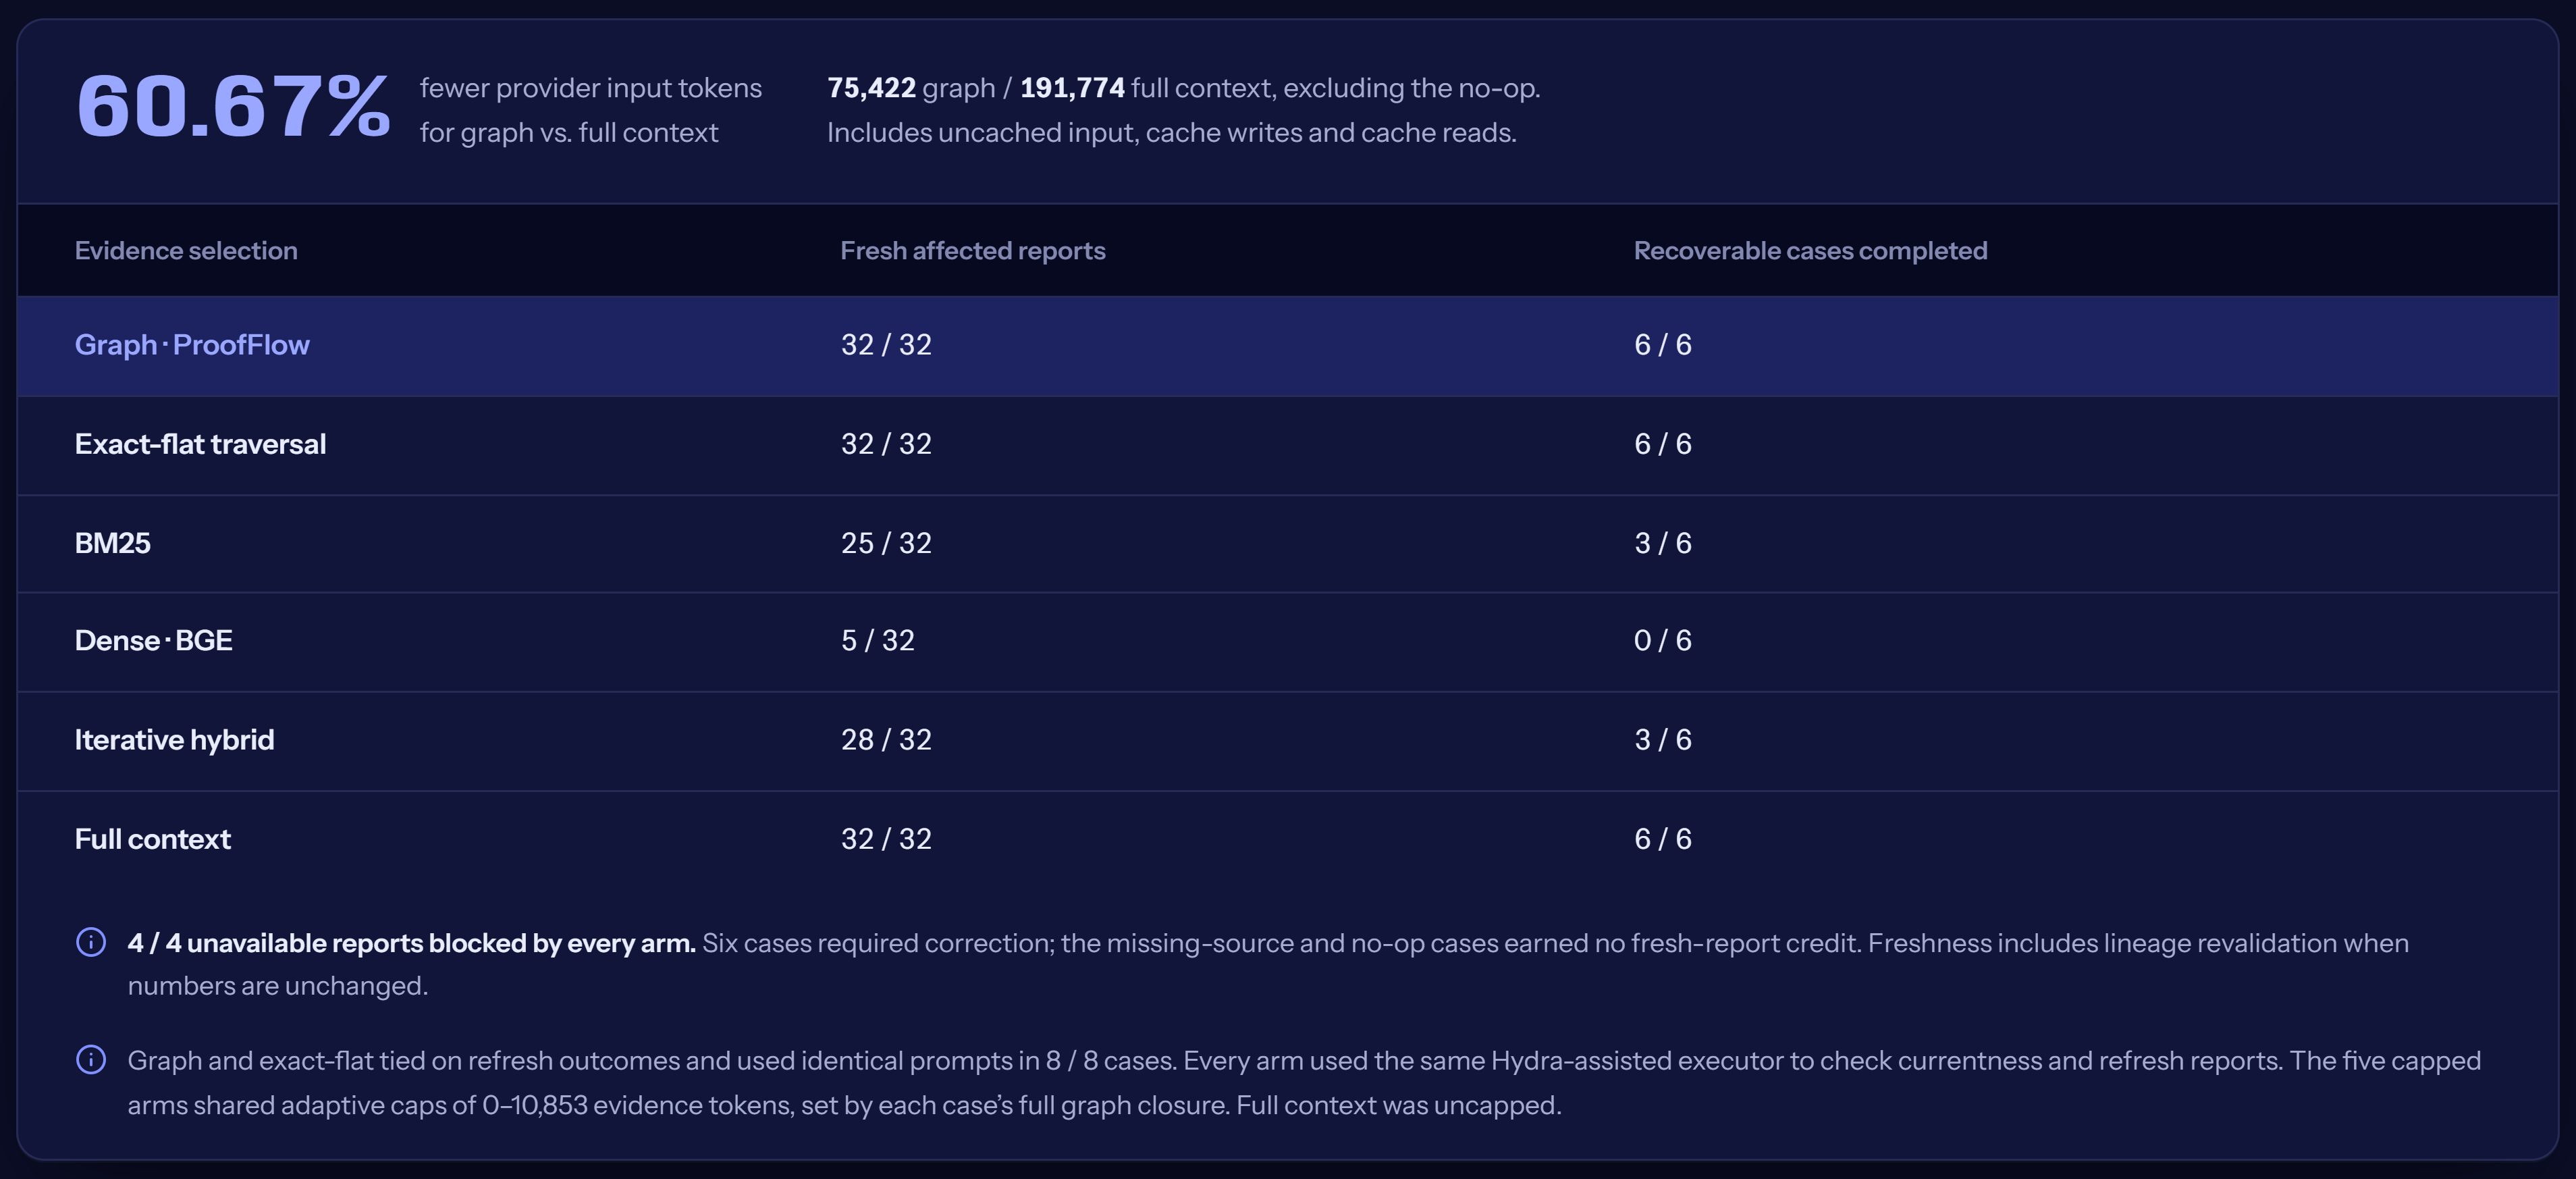 60.67%
fewer provider input tokens
for graph vs. full context
75,422 graph / 191,774 full context, excluding the no-op.
Includes uncached input, cache writes and cache reads.
Evidence selection Fresh affected reports Recoverable cases completed
Graph · ProofFlow 32 / 32 6 / 6
Exact-flat traversal 32 / 32 6 / 6
BM25 25 / 32 3 / 6
Dense · BGE 5 / 32 0 / 6
Iterative hybrid 28 / 32 3 / 6
Full context 32 / 32 6 / 6
4 / 4 unavailable reports blocked by every arm. Six cases required correction; the missing-source and no-op cases earned no fresh-report credit. Freshness includes lineage revalidation when
numbers are unchanged.
Graph and exact-flat tied on refresh outcomes and used identical prompts in 8 / 8 cases. Every arm used the same Hydra-assisted executor to check currentness and refresh reports. The five capped
arms shared adaptive caps of 0–10,853 evidence tokens, set by each case’s full graph closure. Full context was uncapped.